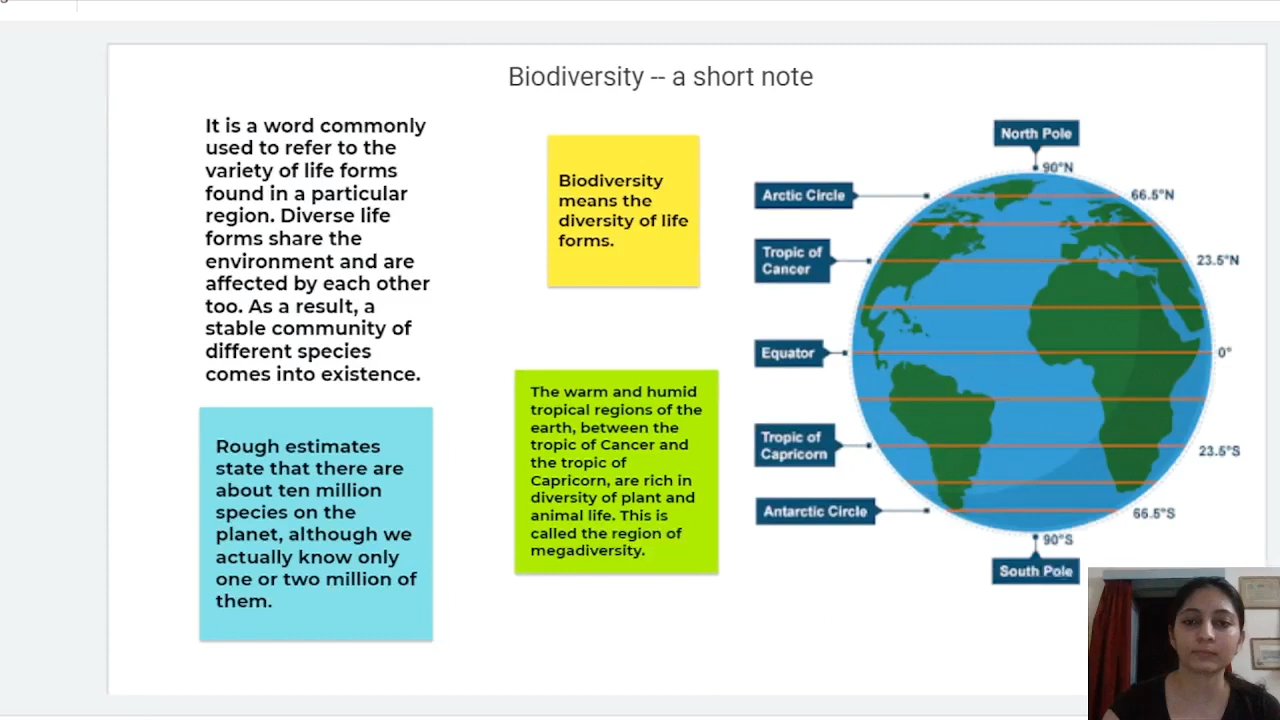 Biodiversity -- a short note
It is a word commonly
used to refer to the
variety of life forms
found in a particular
region. Diverse life
forms share the
environment and are
affected by each other
too. As a result, a
stable community of
different species
comes into existence.
Rough estimates
state that there are
about ten million
species on the
planet, although we
actually know only
one or two million of
them.
Biodiversity
means the
diversity of life
forms.
The warm and humid
tropical regions of the
earth, between the
tropic of Cancer and
the tropic of
Capricorn, are rich in
diversity of plant and
animal life. This is
called the region of
megadiversity.
North Pole
90°N
Arctic Circle
66.5°N
Tropic of
Cancer
23.5°N
Equator
0°
Tropic of
Capricorn
23.5°S
Antarctic Circle
66.5°S
90°S
South Pole